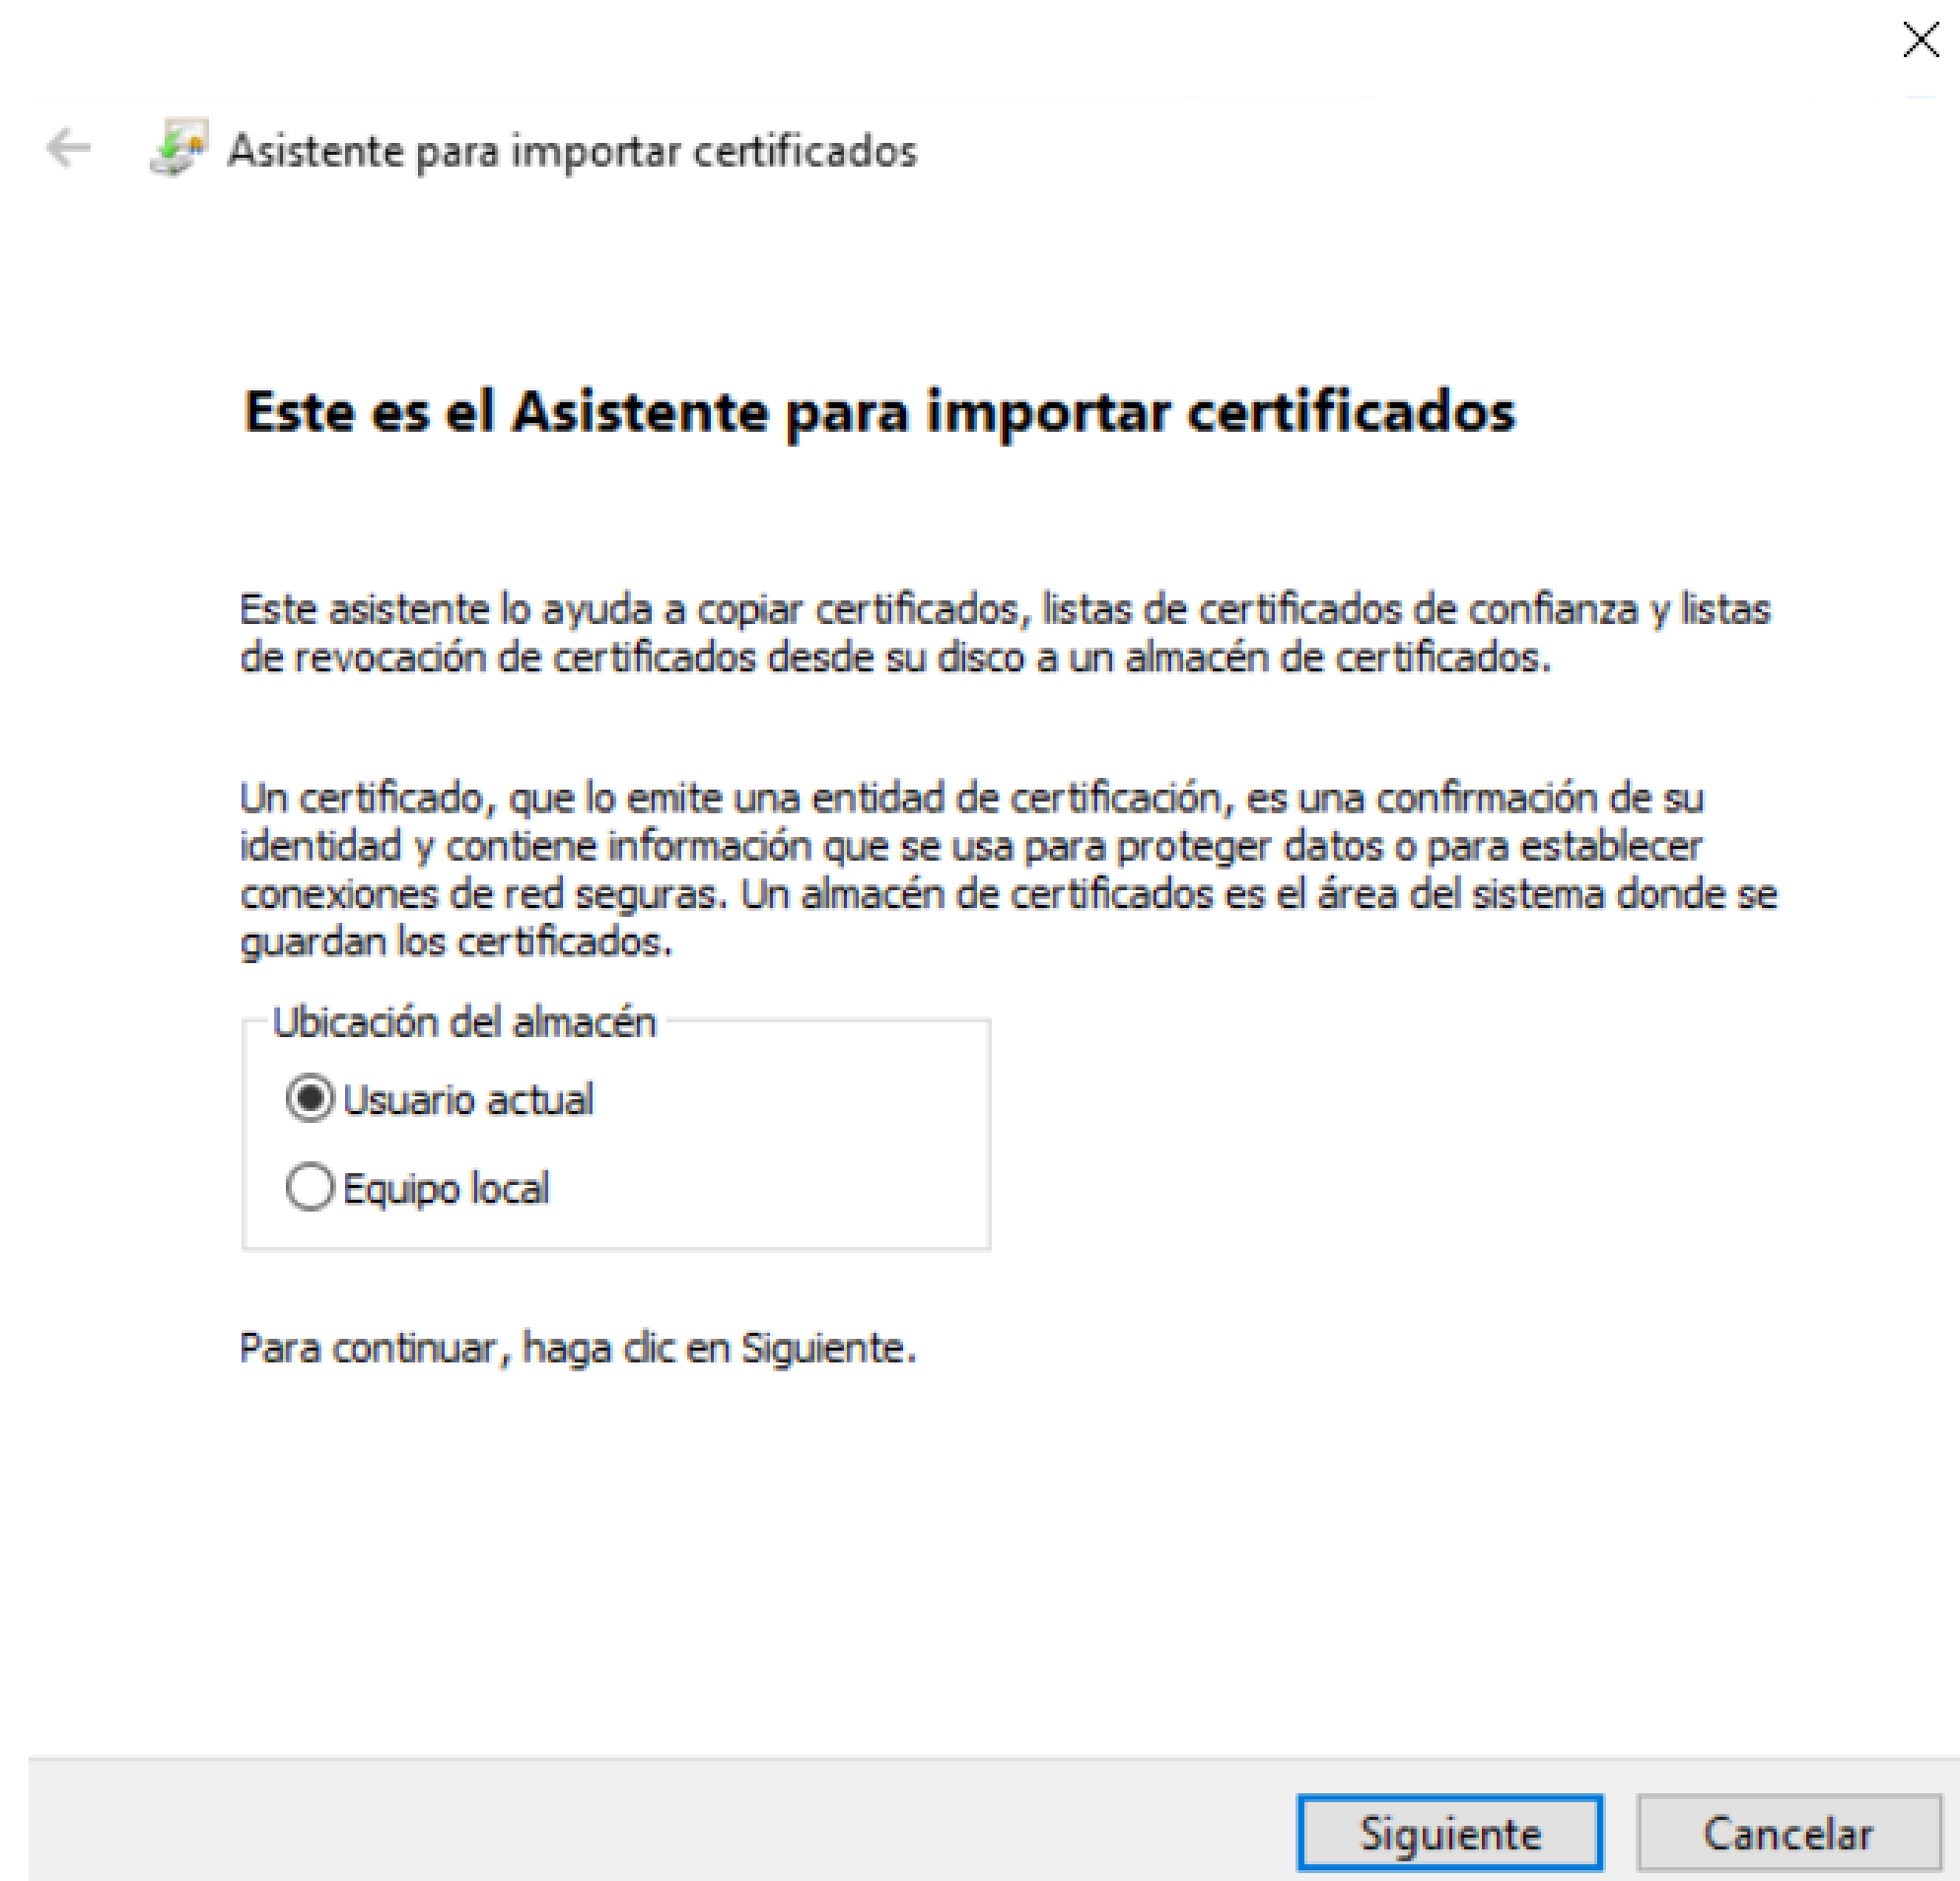 Asistente para importar certificados
Este es el Asistente para importar certificados
Este asistente lo ayuda a copiar certificados, listas de certificados de confianza y listas
de revocación de certificados desde su disco a un almacén de certificados.
Un certificado, que lo emite una entidad de certificación, es una confirmación de su
identidad y contiene información que se usa para proteger datos o para establecer
conexiones de red seguras. Un almacén de certificados es el área del sistema donde se
guardan los certificados.
Ubicación del almacén
Usuario actual
Equipo local
Para continuar, haga clic en Siguiente.
Siguiente
Cancelar